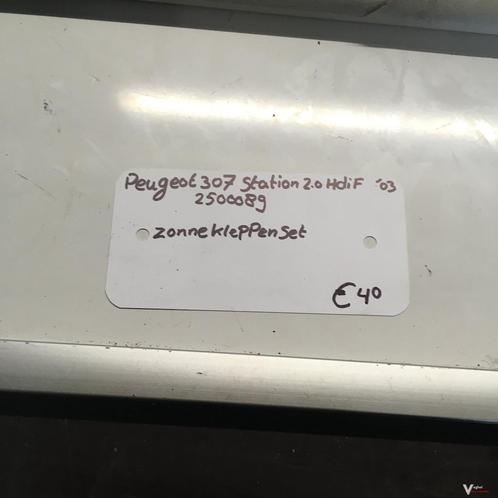 Peugeot 307 Station 2.0 HdiF '03
2500089
zonnekleppenset
€40